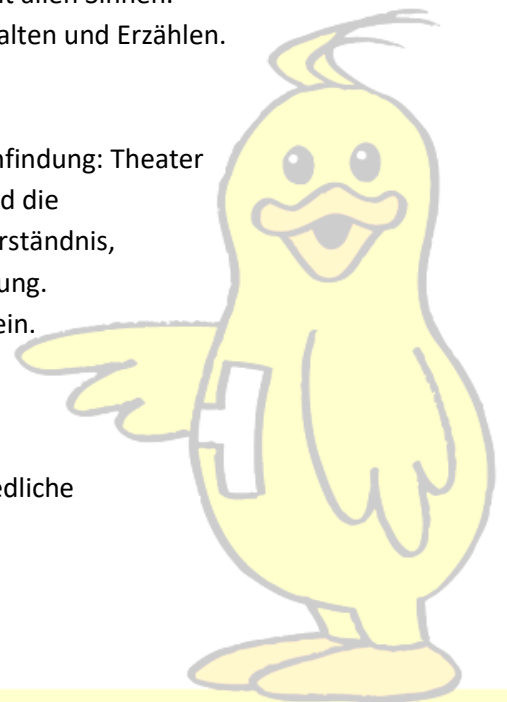 t allen Sinnen.
alten und Erzählen.
nfindung: Theater
d die
rständnis,
ung.
ein.
edliche